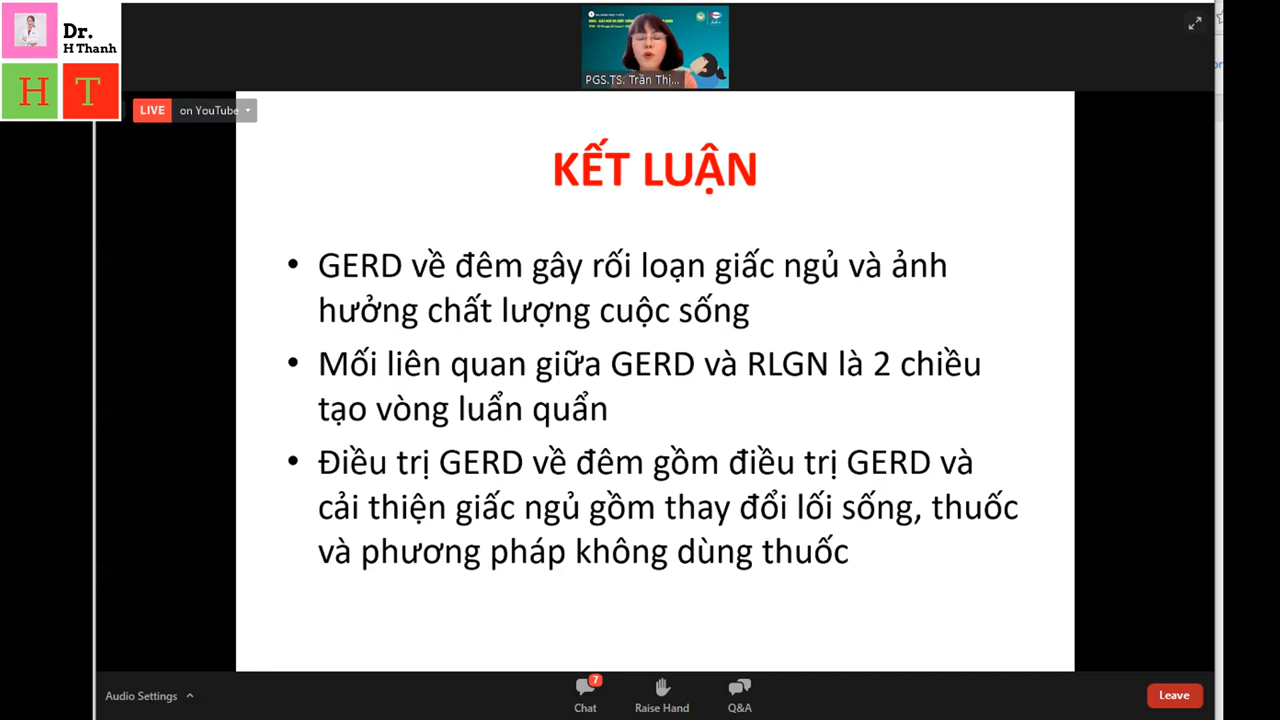 Dr.
H Thanh
H T
PGS.TS. Trần Thị...
LIVE on YouTube
KẾT LUẬN
• GERD về đêm gây rối loạn giấc ngủ và ảnh
hưởng chất lượng cuộc sống
• Mối liên quan giữa GERD và RLGN là 2 chiều
tạo vòng luẩn quẩn
• Điều trị GERD về đêm gồm điều trị GERD và
cải thiện giấc ngủ gồm thay đổi lối sống, thuốc
và phương pháp không dùng thuốc
Audio Settings
7
Chat
Raise Hand
Q&A
Leave